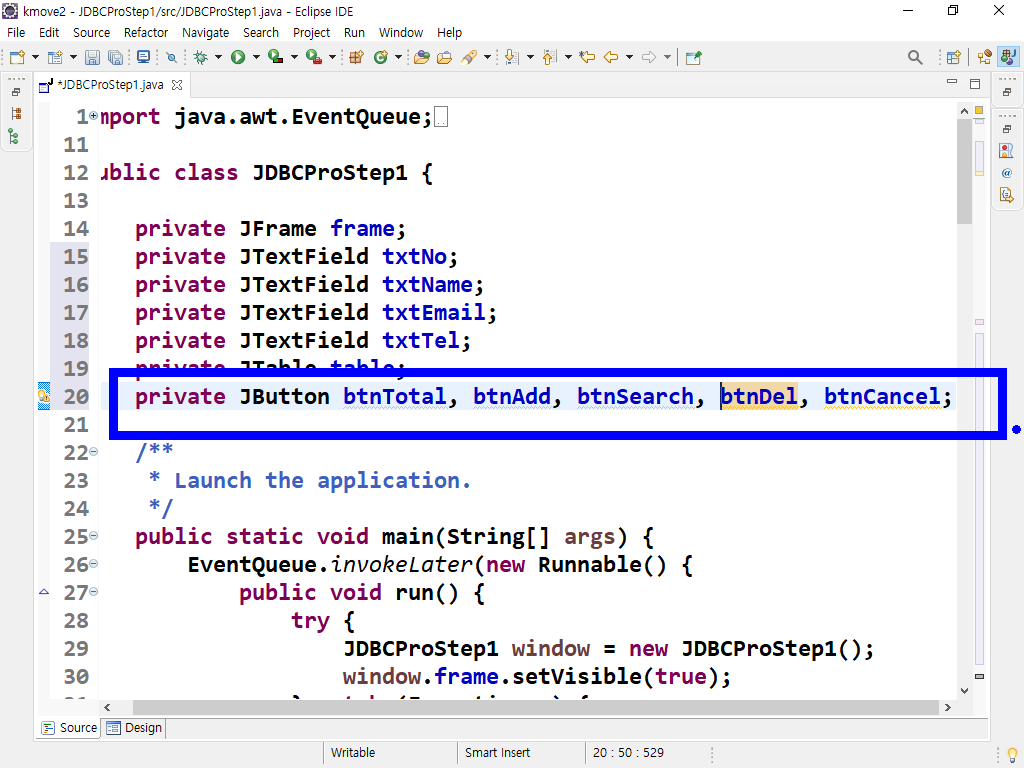 kmove2 - JDBCProStep1/src/JDBCProStep1.java - Eclipse IDE
File Edit Source Refactor Navigate Search Project Run Window Help
*JDBCProStep1.java
1 mport java.awt.EventQueue;
11
12 ublic class JDBCProStep1 {
13
14 private JFrame frame;
15 private JTextField txtNo;
16 private JTextField txtName;
17 private JTextField txtEmail;
18 private JTextField txtTel;
19 private JTable table;
20 private JButton btnTotal, btnAdd, btnSearch, btnDel, btnCancel;
21
22 /**
23 * Launch the application.
24 */
25 public static void main(String[] args) {
26 EventQueue.invokeLater(new Runnable() {
27 public void run() {
28 try {
29 JDBCProStep1 window = new JDBCProStep1();
30 window.frame.setVisible(true);
Source Design
Writable Smart Insert 20 : 50 : 529